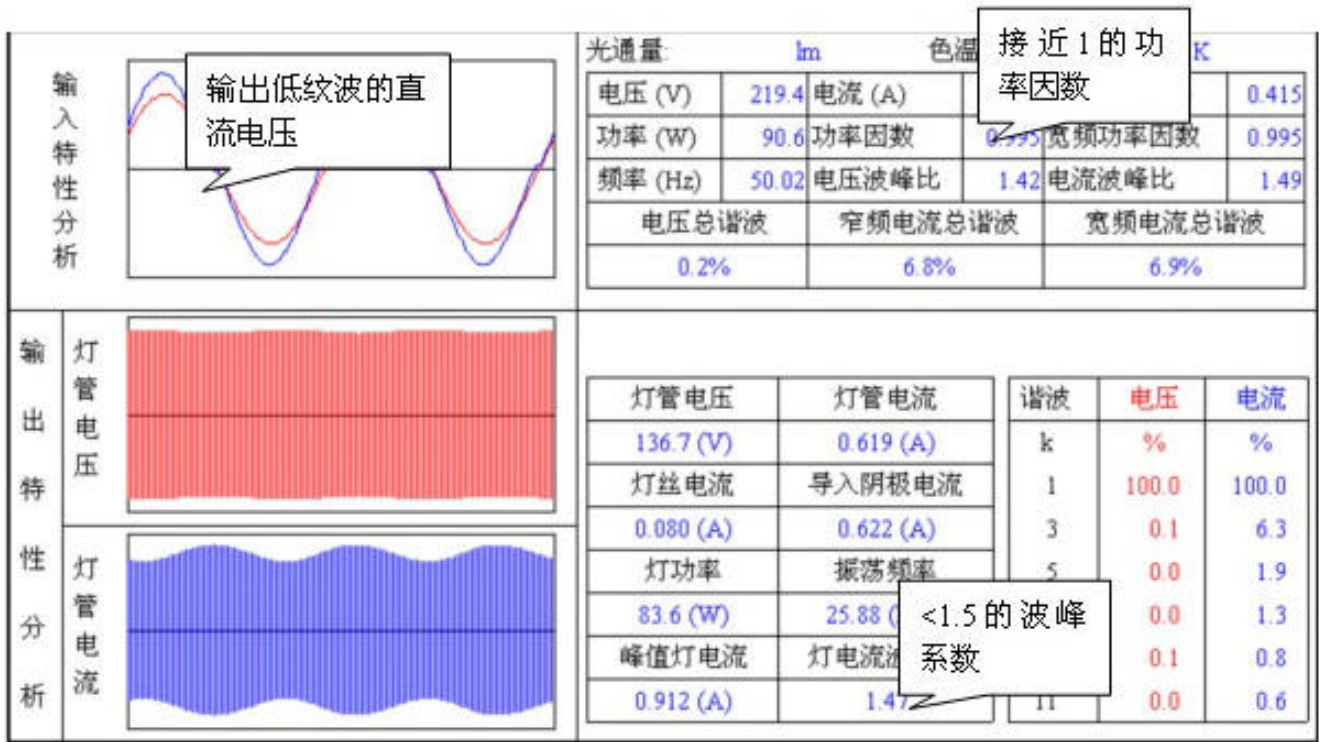 输入特性分析
输出低纹波的直
流电压
光通量: lm 色温 K
接近1的功
率因数
电压 (V) 219.4 电流 (A) 0.415
功率 (W) 90.6 功率因数 0.995 宽频功率因数 0.995
频率 (Hz) 50.02 电压波峰比 1.42 电流波峰比 1.49
电压总谐波 窄频电流总谐波 宽频电流总谐波
0.2% 6.8% 6.9%
输出特性分析
灯管电压
灯管电流
灯管电压 灯管电流
136.7 (V) 0.619 (A)
灯丝电流 导入阴极电流
0.080 (A) 0.622 (A)
灯功率 振荡频率
83.6 (W) 25.88 (
峰值灯电流 灯电流
0.912 (A) 1.47
<1.5的波峰
系数
谐波 电压 电流
k % %
1 100.0 100.0
3 0.1 6.3
5 0.0 1.9
0.0 1.3
0.1 0.8
11 0.0 0.6